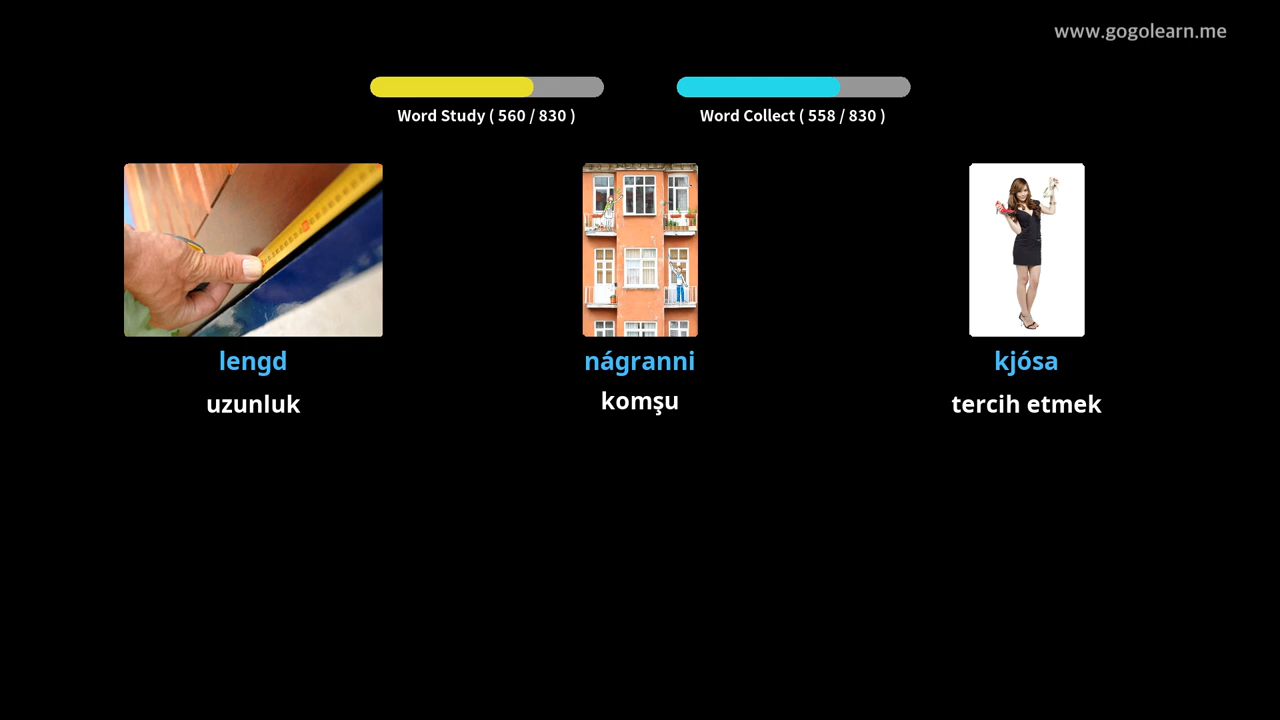 www.gogolearn.me
Word Study ( 560 / 830 )
Word Collect ( 558 / 830 )
lengd
nágranni
kjósa
uzunluk
komşu
tercih etmek